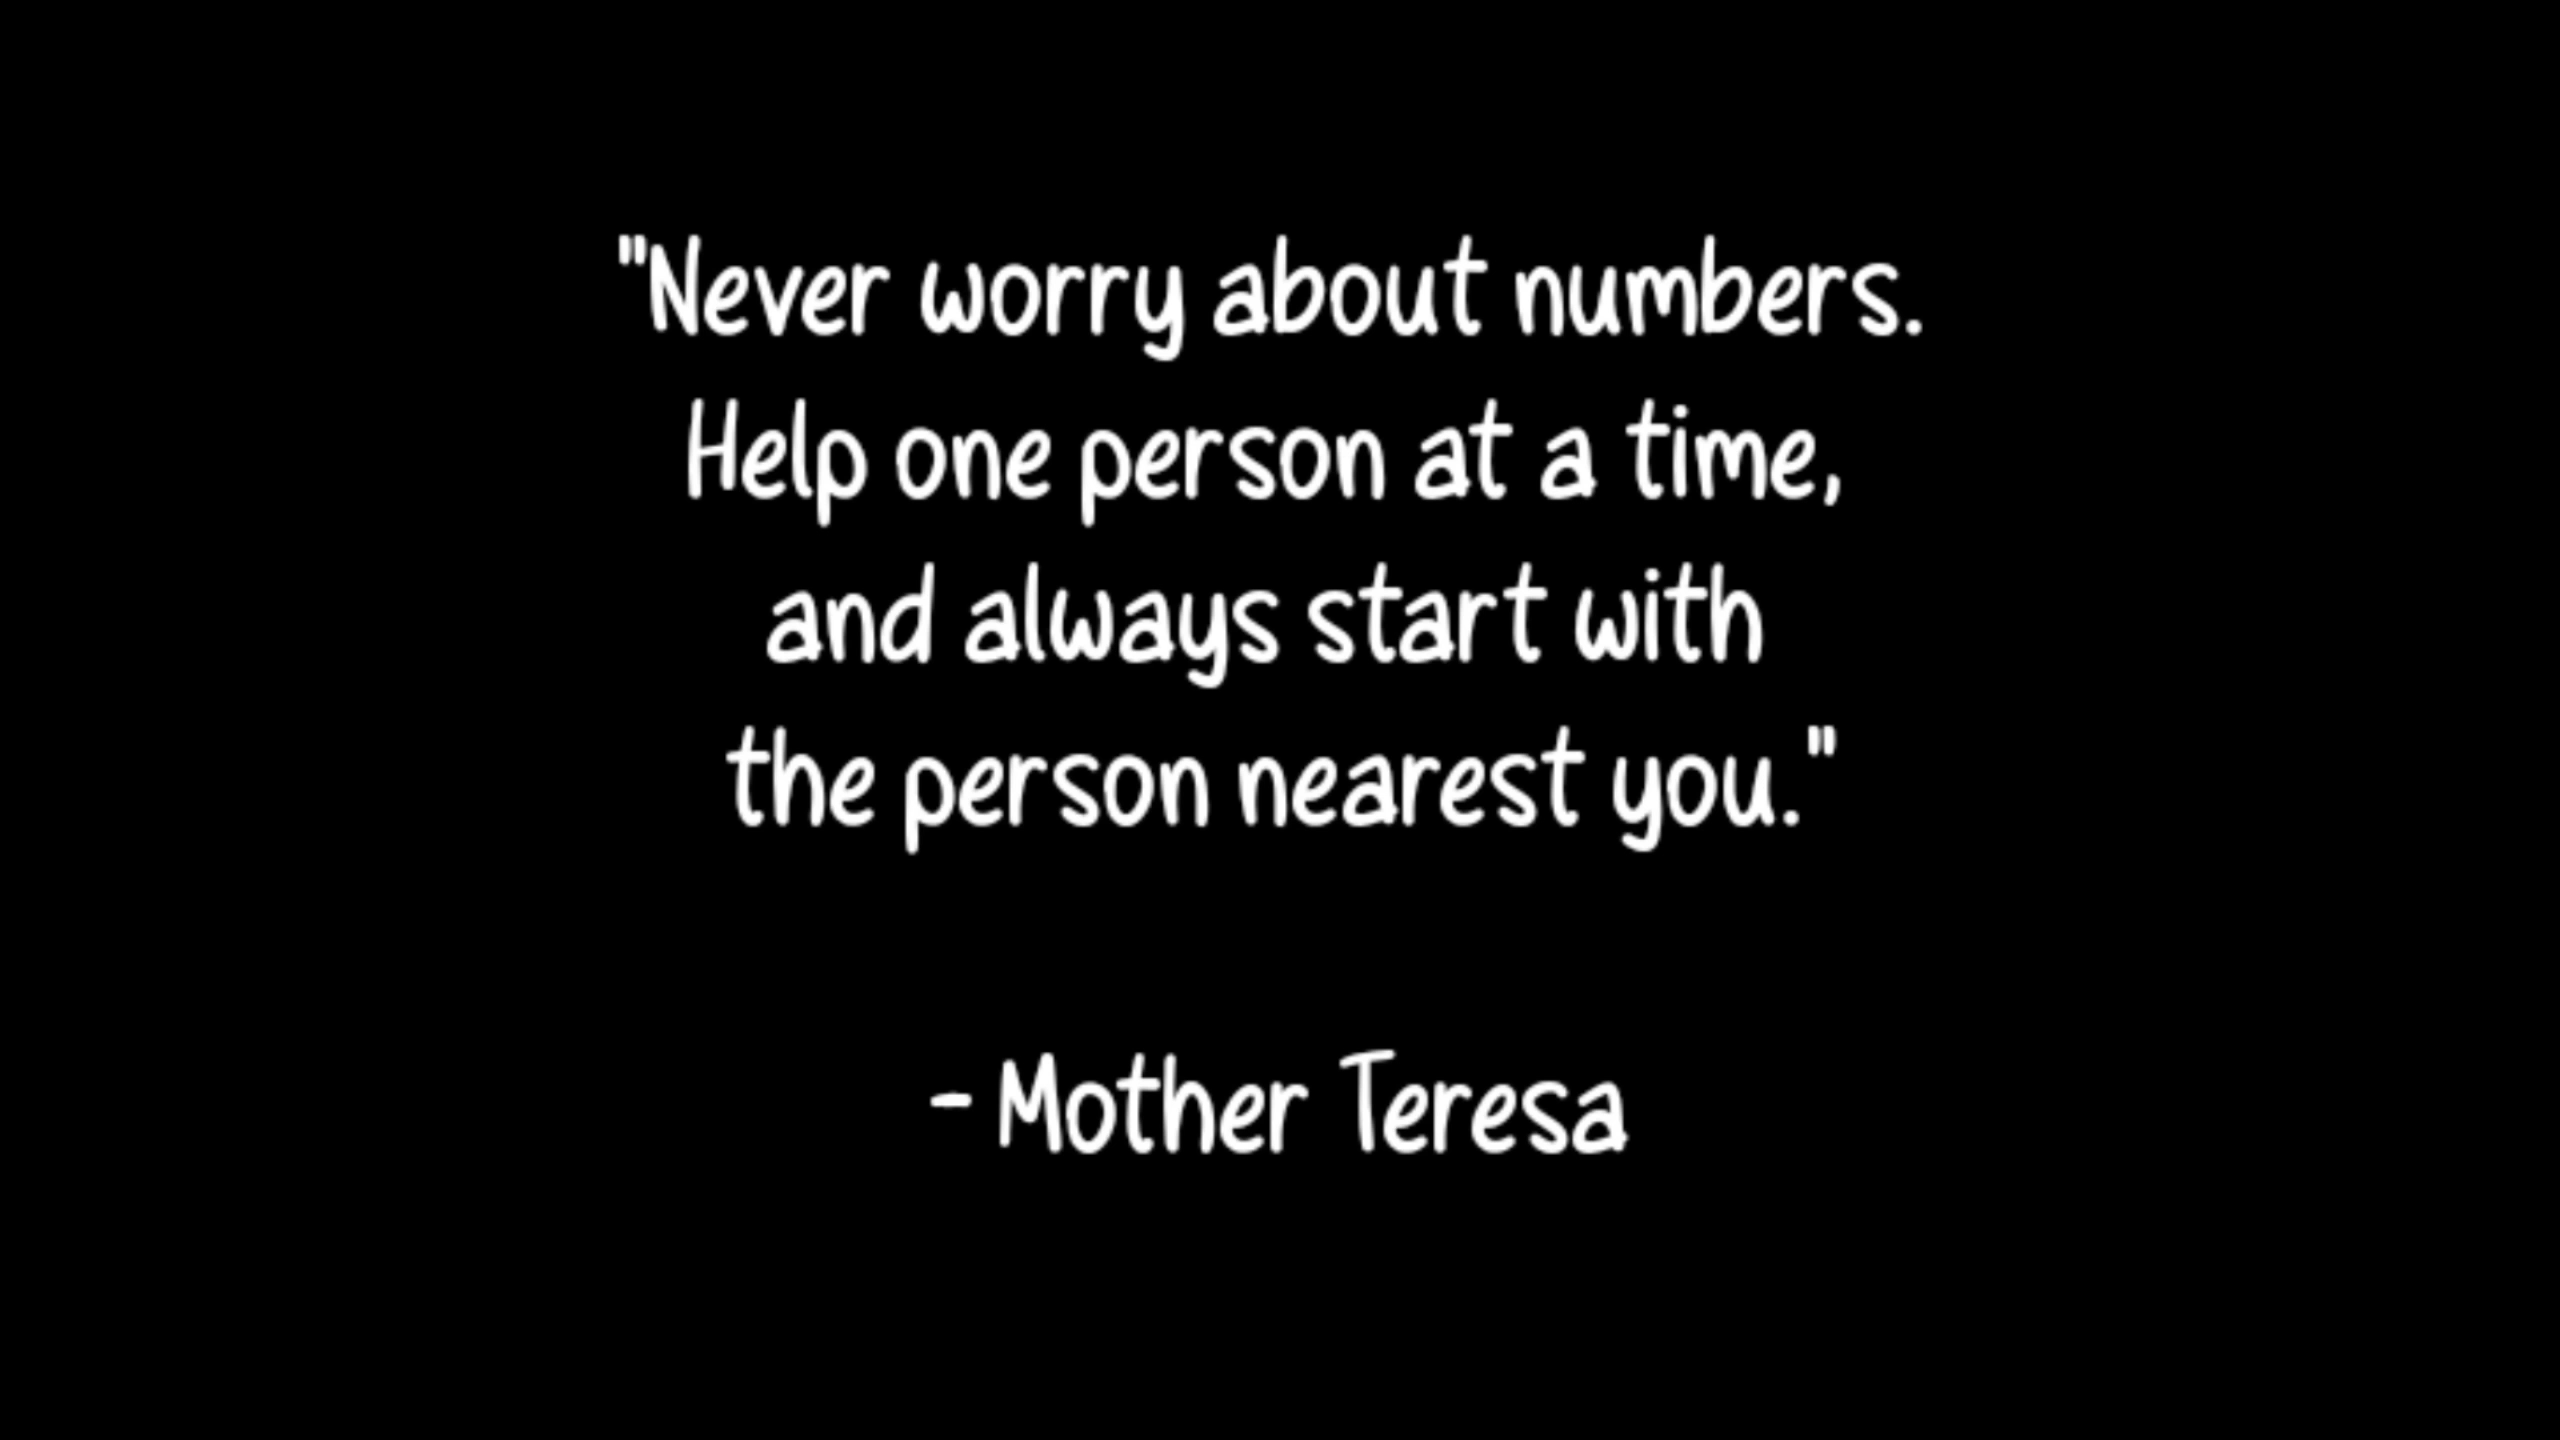 "Never worry about numbers.
Help one person at a time,
and always start with
the person nearest you."
- Mother Teresa